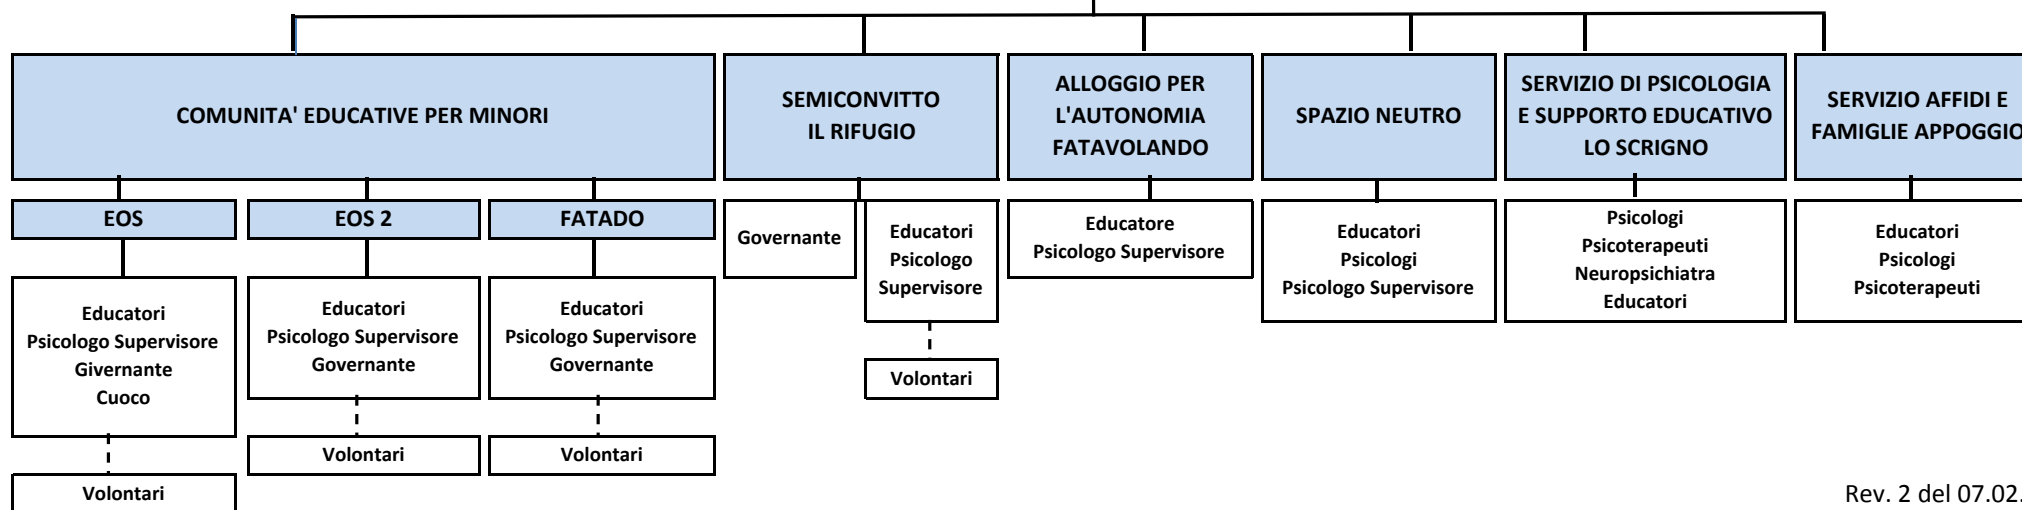 COMUNITA' EDUCATIVE PER MINORI
SEMICONVITTO
IL RIFUGIO
ALLOGGIO PER
L'AUTONOMIA
FATAVOLANDO
SPAZIO NEUTRO
SERVIZIO DI PSICOLOGIA
E SUPPORTO EDUCATIVO
LO SCRIGNO
SERVIZIO AFFIDI E
FAMIGLIE APPOGGIO
EOS
EOS 2
FATADO
Governante
Educatori
Psicologo
Supervisore
Educatore
Psicologo Supervisore
Educatori
Psicologi
Psicologo Supervisore
Psicologi
Psicoterapeuti
Neuropsichiatra
Educatori
Educatori
Psicologi
Psicoterapeuti
Educatori
Psicologo Supervisore
Givernante
Cuoco
Educatori
Psicologo Supervisore
Governante
Educatori
Psicologo Supervisore
Governante
Volontari
Volontari
Volontari
Volontari
Rev. 2 del 07.02.